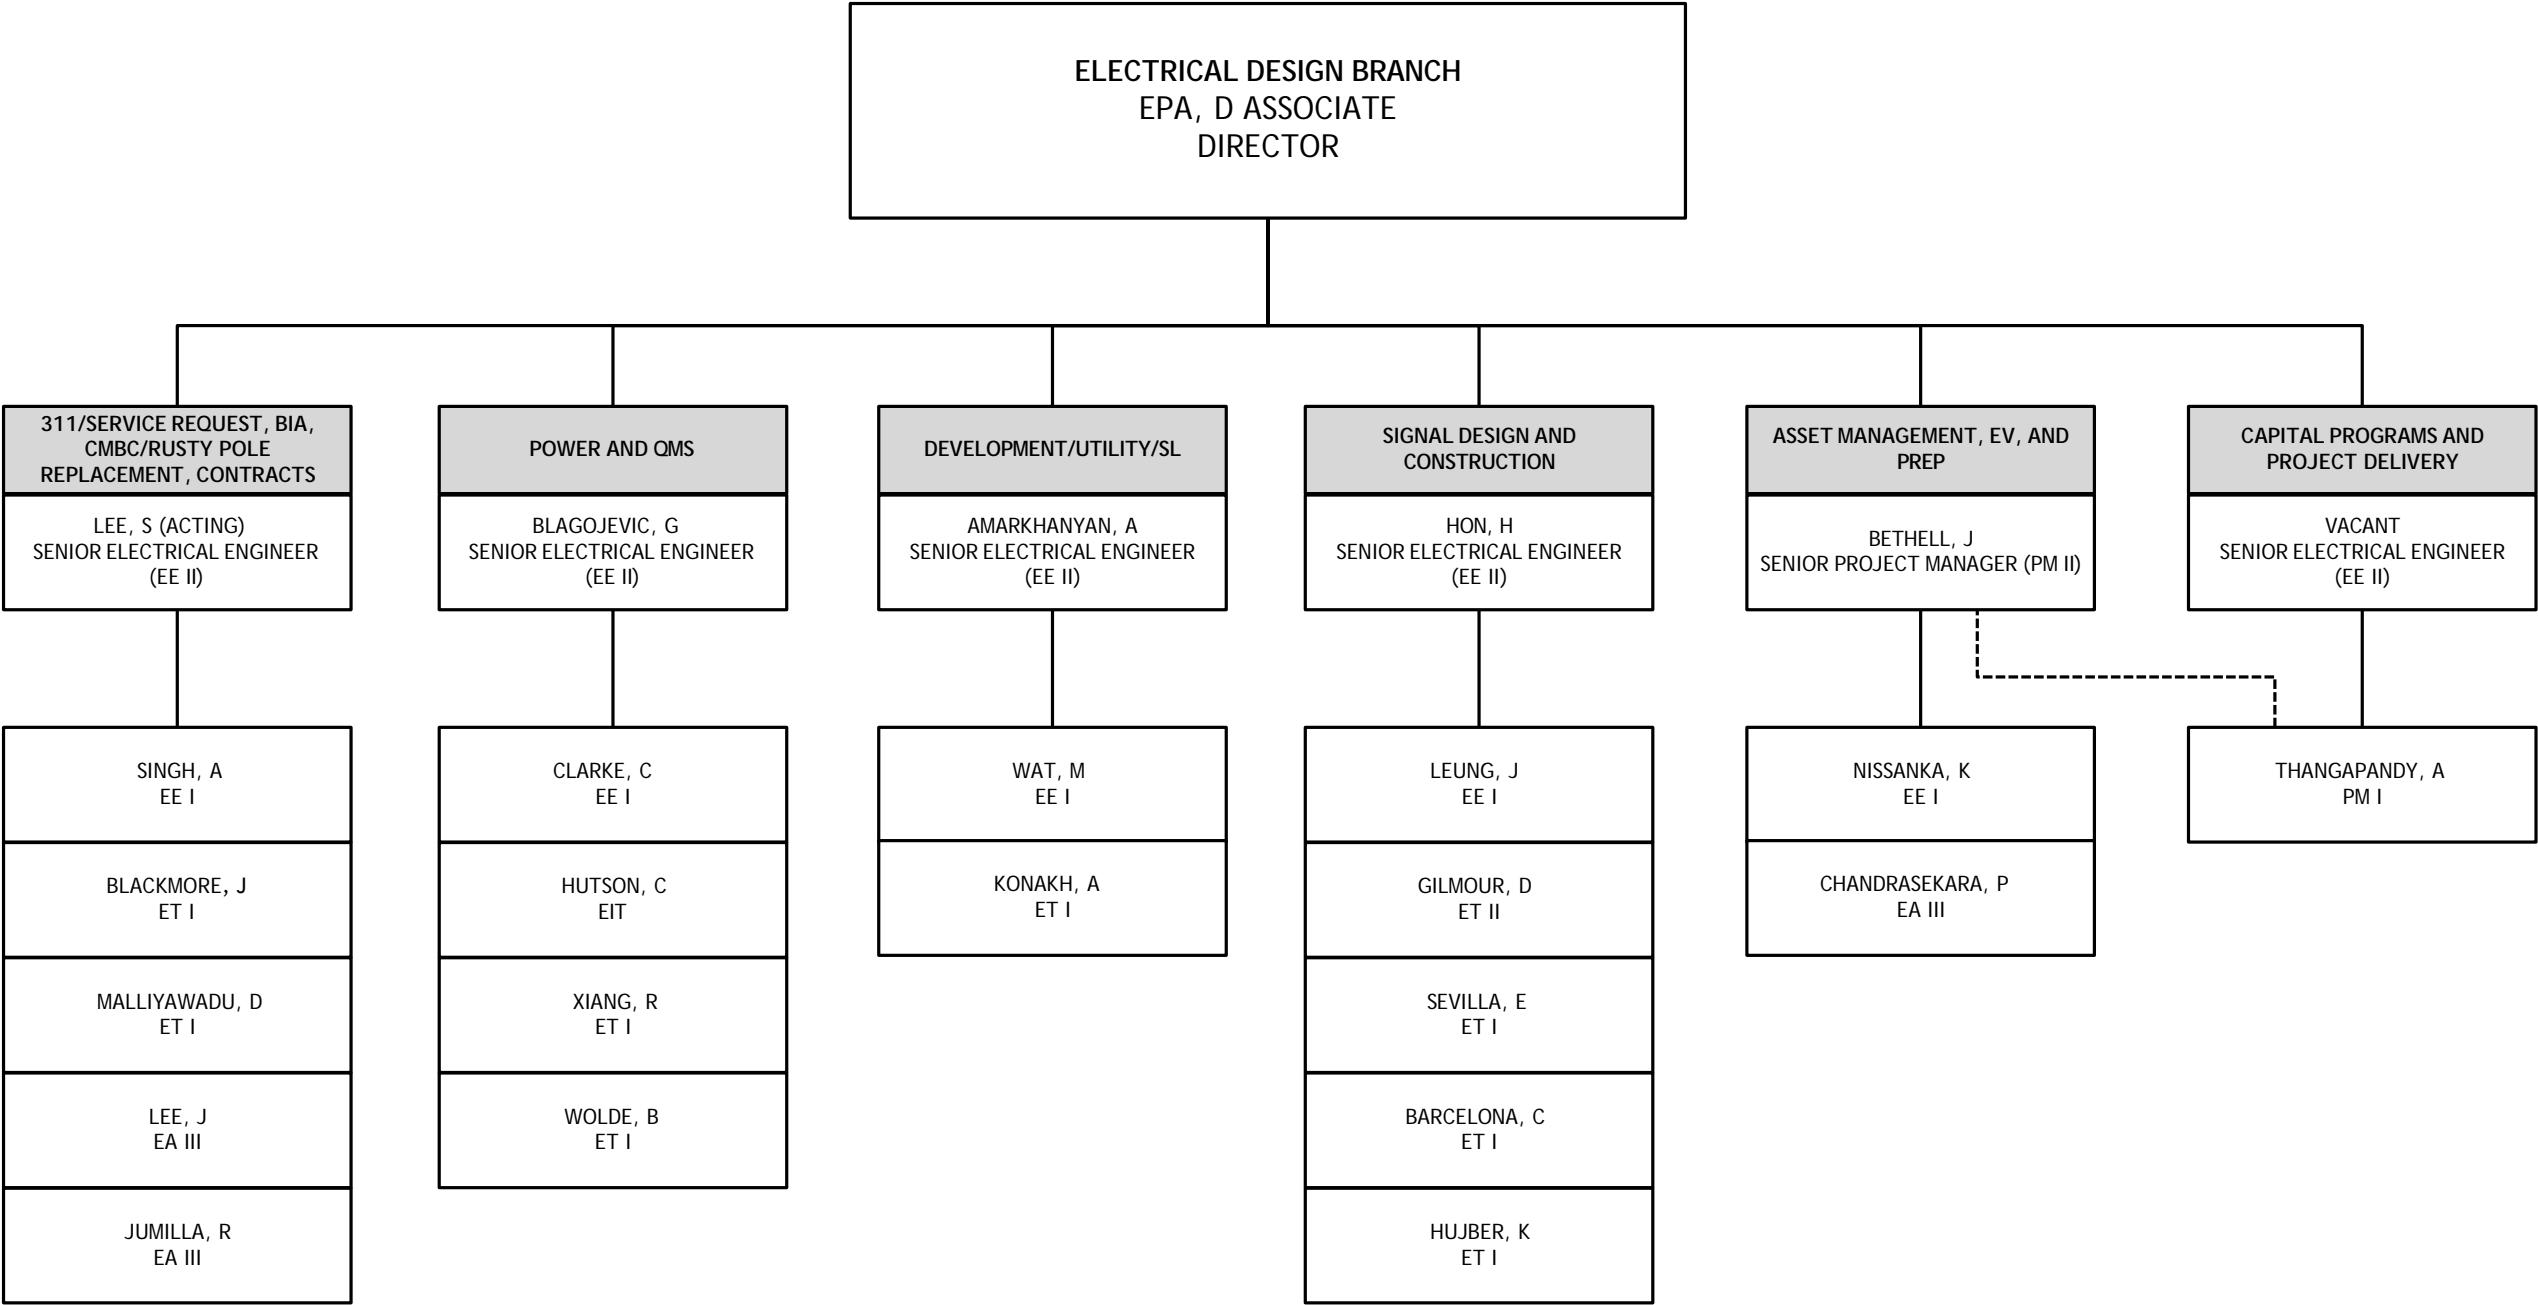 ELECTRICAL DESIGN BRANCH
EPA, D ASSOCIATE
DIRECTOR
311/SERVICE REQUEST, BIA,
CMBC/RUSTY POLE
REPLACEMENT, CONTRACTS
LEE, S (ACTING)
SENIOR ELECTRICAL ENGINEER
(EE II)
SINGH, A
EE I
BLACKMORE, J
ET I
MALLIYAWADU, D
ET I
LEE, J
EA III
JUMILLA, R
EA III
POWER AND QMS
BLAGOJEVIC, G
SENIOR ELECTRICAL ENGINEER
(EE II)
CLARKE, C
EE I
HUTSON, C
EIT
XIANG, R
ET I
WOLDE, B
ET I
DEVELOPMENT/UTILITY/SL
AMARKHANYAN, A
SENIOR ELECTRICAL ENGINEER
(EE II)
WAT, M
EE I
KONAKH, A
ET I
SIGNAL DESIGN AND
CONSTRUCTION
HON, H
SENIOR ELECTRICAL ENGINEER
(EE II)
LEUNG, J
EE I
GILMOUR, D
ET II
SEVILLA, E
ET I
BARCELONA, C
ET I
HUJBER, K
ET I
ASSET MANAGEMENT, EV, AND
PREP
BETHELL, J
SENIOR PROJECT MANAGER (PM II)
NISSANKA, K
EE I
CHANDRASEKARA, P
EA III
CAPITAL PROGRAMS AND
PROJECT DELIVERY
VACANT
SENIOR ELECTRICAL ENGINEER
(EE II)
THANGAPANDY, A
PM I